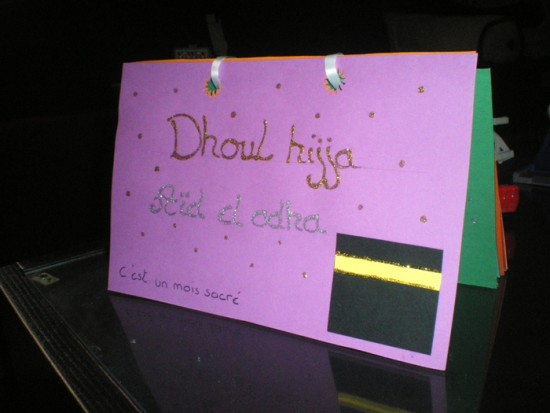 Dhoul hijja
Aïd el adha
C'est un mois sacré